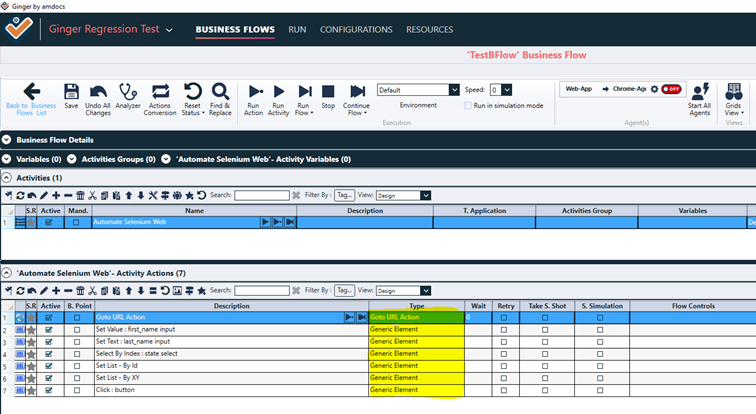 Ginger by amdocs
Ginger Regression Test BUSINESS FLOWS RUN CONFIGURATIONS RESOURCES
'TestBFlow' Business Flow
Back to Business Flows List
Save
Undo All Changes
Analyzer
Actions Conversion
Reset Status
Find & Replace
Run Action
Run Activity
Run Flow
Stop
Continue Flow
Default
Speed: 0
Environment
Run in simulation mode
Execution
Web-App Chrome-Age OFF
Start All Agents
Agent(s)
Grids View
Views
Business Flow Details
Variables (0) Activities Groups (0) 'Automate Selenium Web'- Activity Variables (0)
Activities (1)
Search: Filter By : Tag... View: Design
S.R Active Mand. Name Description T. Application Activities Group Variables
1 Automate Selenium Web De
'Automate Selenium Web'- Activity Actions (7)
Search: Filter By : Tag... View: Design
S.R Active B. Point Description Type Wait Retry Take S. Shot S. Simulation Flow Controls
1 Goto URL Action Goto URL Action 0
2 Set Value : first_name input Generic Element
3 Set Text : last_name input Generic Element
4 Select By Index : state select Generic Element
5 Set List - By Id Generic Element
6 Set List - By XY Generic Element
7 Click : button Generic Element